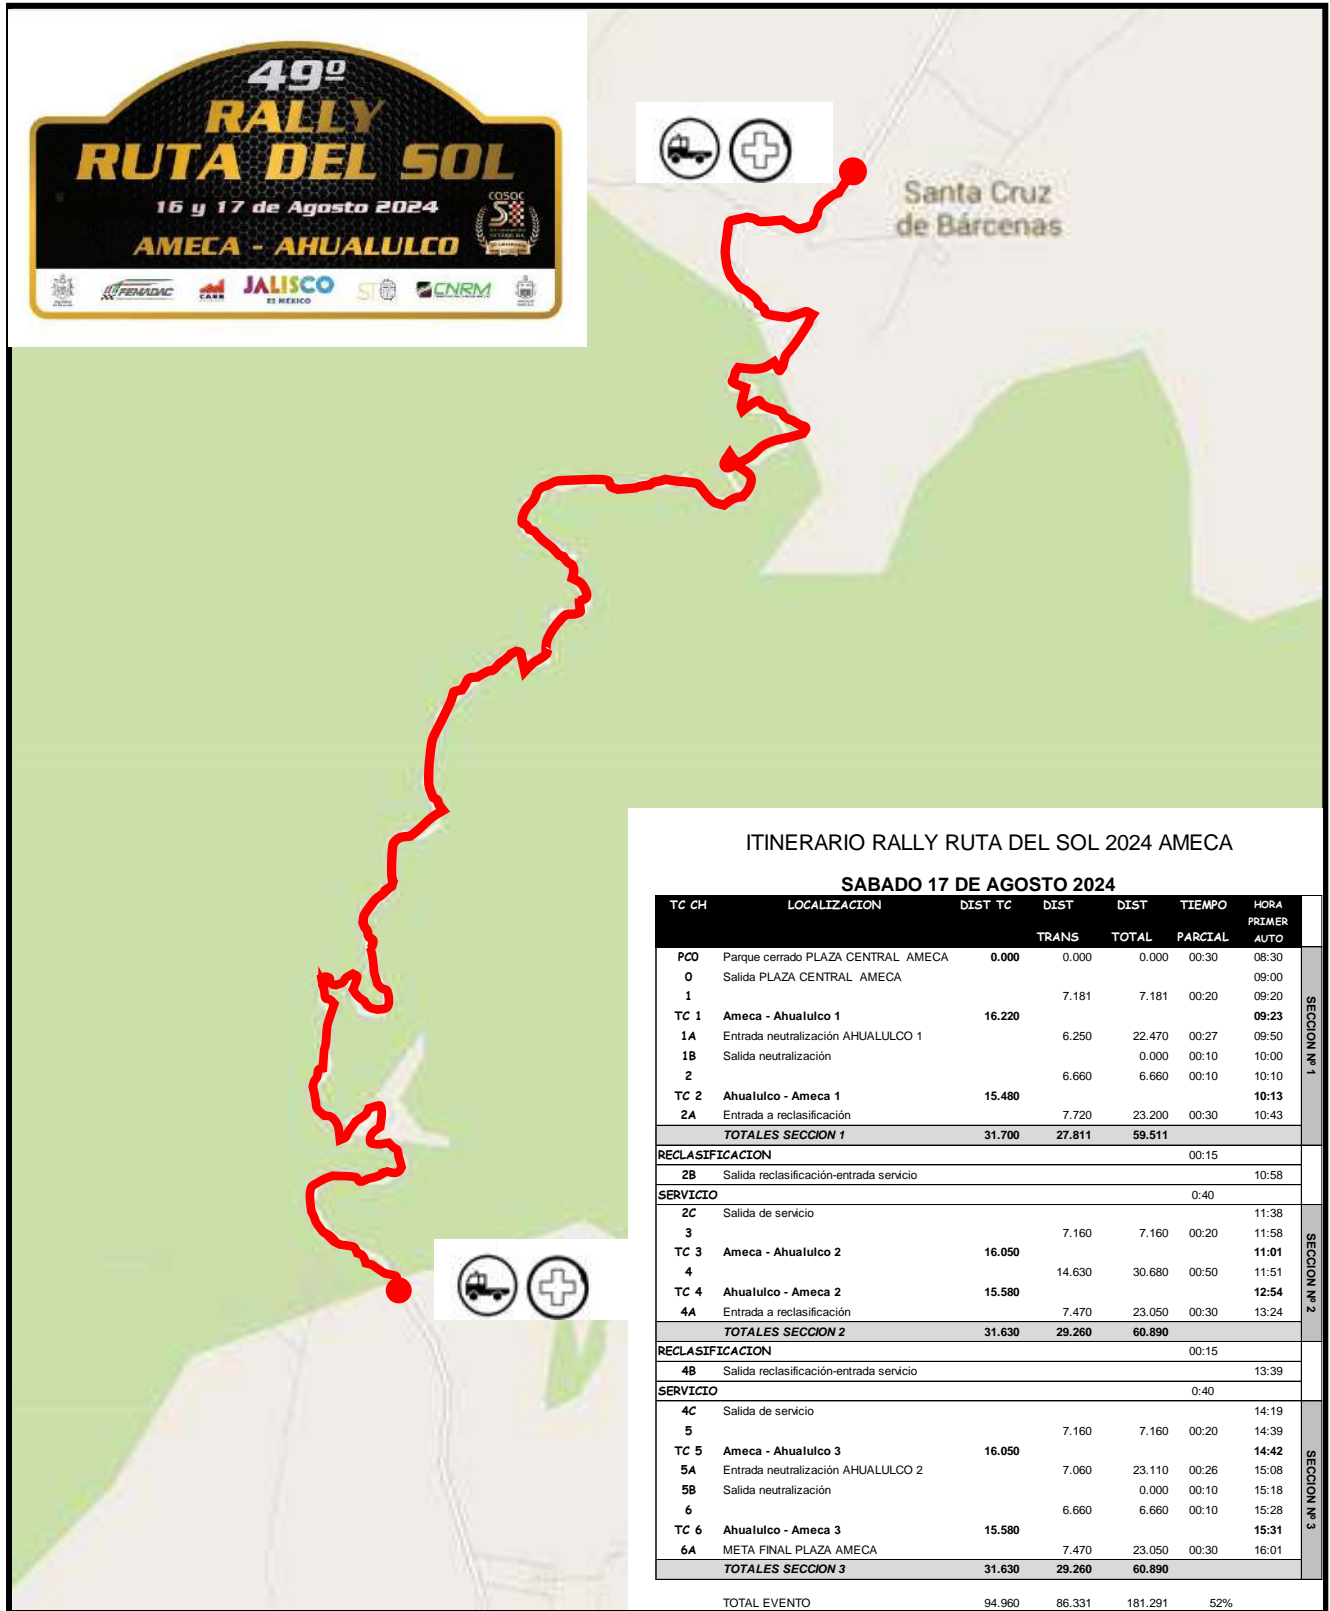 49º
RALLY
RUTA DEL SOL
16 y 17 de Agosto 2024
AMECA - AHUALULCO
COSOC
FEMADAC
JALISCO
ES MÉXICO
CNRM
Santa Cruz
de Bárcenas
ITINERARIO RALLY RUTA DEL SOL 2024 AMECA
SABADO 17 DE AGOSTO 2024
TC CH LOCALIZACION DIST TC DIST TRANS DIST TOTAL TIEMPO PARCIAL HORA PRIMER AUTO
PC0 Parque cerrado PLAZA CENTRAL AMECA 0.000 0.000 0.000 00:30 08:30
0 Salida PLAZA CENTRAL AMECA 09:00
1 7.181 7.181 00:20 09:20
TC 1 Ameca - Ahualulco 1 16.220 09:23
1A Entrada neutralización AHUALULCO 1 6.250 22.470 00:27 09:50
1B Salida neutralización 0.000 00:10 10:00
2 6.660 6.660 00:10 10:10
TC 2 Ahualulco - Ameca 1 15.480 10:13
2A Entrada a reclasificación 7.720 23.200 00:30 10:43
TOTALES SECCION 1 31.700 27.811 59.511
SECCION Nº 1
RECLASIFICACION 00:15
2B Salida reclasificación-entrada servicio 10:58
SERVICIO 0:40
2C Salida de servicio 11:38
3 7.160 7.160 00:20 11:58
TC 3 Ameca - Ahualulco 2 16.050 11:01
4 14.630 30.680 00:50 11:51
TC 4 Ahualulco - Ameca 2 15.580 12:54
4A Entrada a reclasificación 7.470 23.050 00:30 13:24
TOTALES SECCION 2 31.630 29.260 60.890
SECCION Nº 2
RECLASIFICACION 00:15
4B Salida reclasificación-entrada servicio 13:39
SERVICIO 0:40
4C Salida de servicio 14:19
5 7.160 7.160 00:20 14:39
TC 5 Ameca - Ahualulco 3 16.050 14:42
5A Entrada neutralización AHUALULCO 2 7.060 23.110 00:26 15:08
5B Salida neutralización 0.000 00:10 15:18
6 6.660 6.660 00:10 15:28
TC 6 Ahualulco - Ameca 3 15.580 15:31
6A META FINAL PLAZA AMECA 7.470 23.050 00:30 16:01
TOTALES SECCION 3 31.630 29.260 60.890
SECCION Nº 3
TOTAL EVENTO 94.960 86.331 181.291 52%